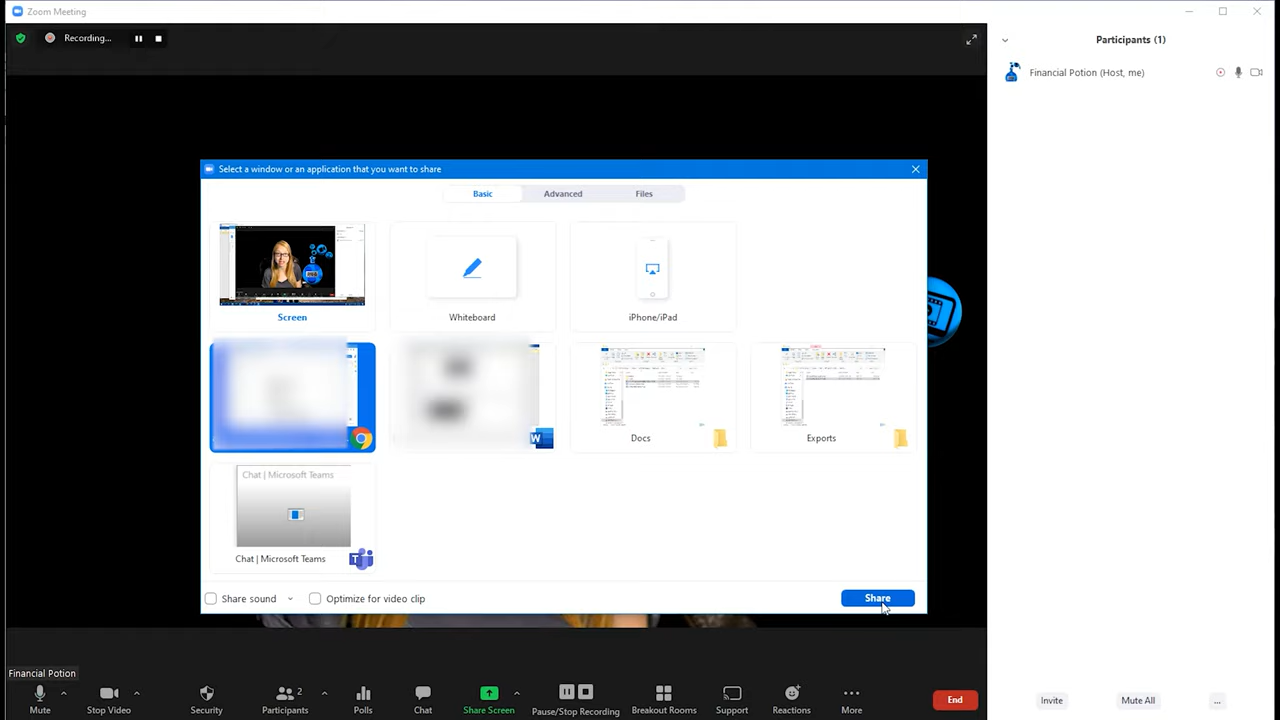 Zoom Meeting
Recording...
Participants (1)
Financial Potion (Host, me)
Select a window or an application that you want to share
Basic
Advanced
Files
Screen
Whiteboard
iPhone/iPad
W
Docs
Exports
Chat | Microsoft Teams
Chat | Microsoft Teams
T
Share sound
Optimize for video clip
Share
Financial Potion
2
Mute
Stop Video
Security
Participants
Polls
Chat
Share Screen
Pause/Stop Recording
Breakout Rooms
Support
Reactions
More
End
Invite
Mute All
...